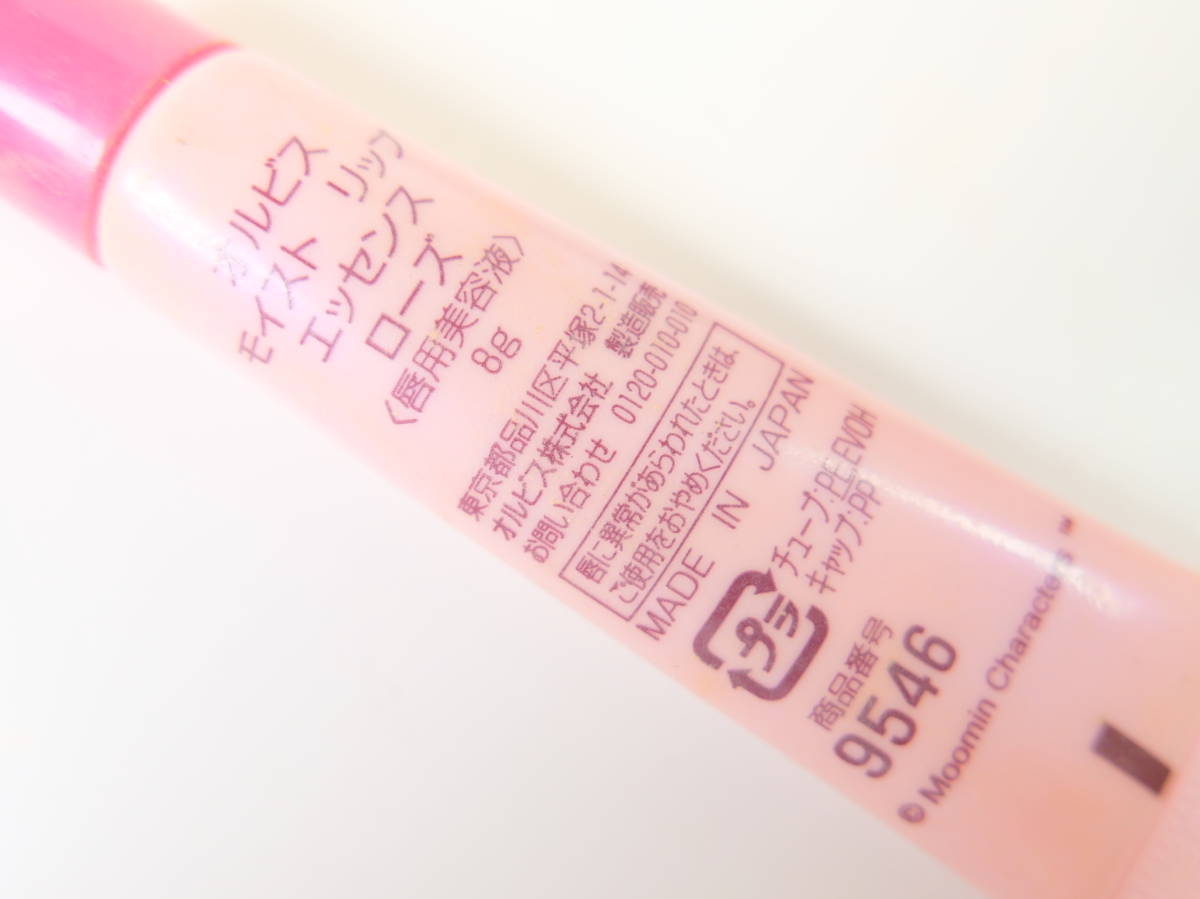 オルビス
モイスト リップ
エッセンス
ローズ
〈唇用美容液〉
8g
東京都品川区平塚2-1-14
オルビス株式会社 製造販売
お問い合わせ 0120-010-010
唇に異常があらわれたときは、
ご使用をおやめください。
MADE IN JAPAN
プラ
チューブ:PE,EVOH
キャップ:PP
商品番号
9546
© Moomin Characters ™